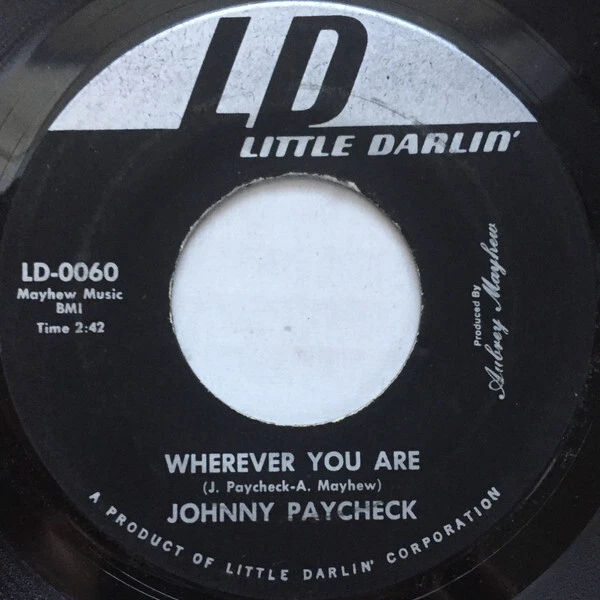 LD
LITTLE DARLIN'
LD-0060
Mayhew Music
BMI
Time 2:42
Produced By
Aubrey Mayhew
WHEREVER YOU ARE
(J. Paycheck-A. Mayhew)
JOHNNY PAYCHECK
A PRODUCT OF LITTLE DARLIN' CORPORATION